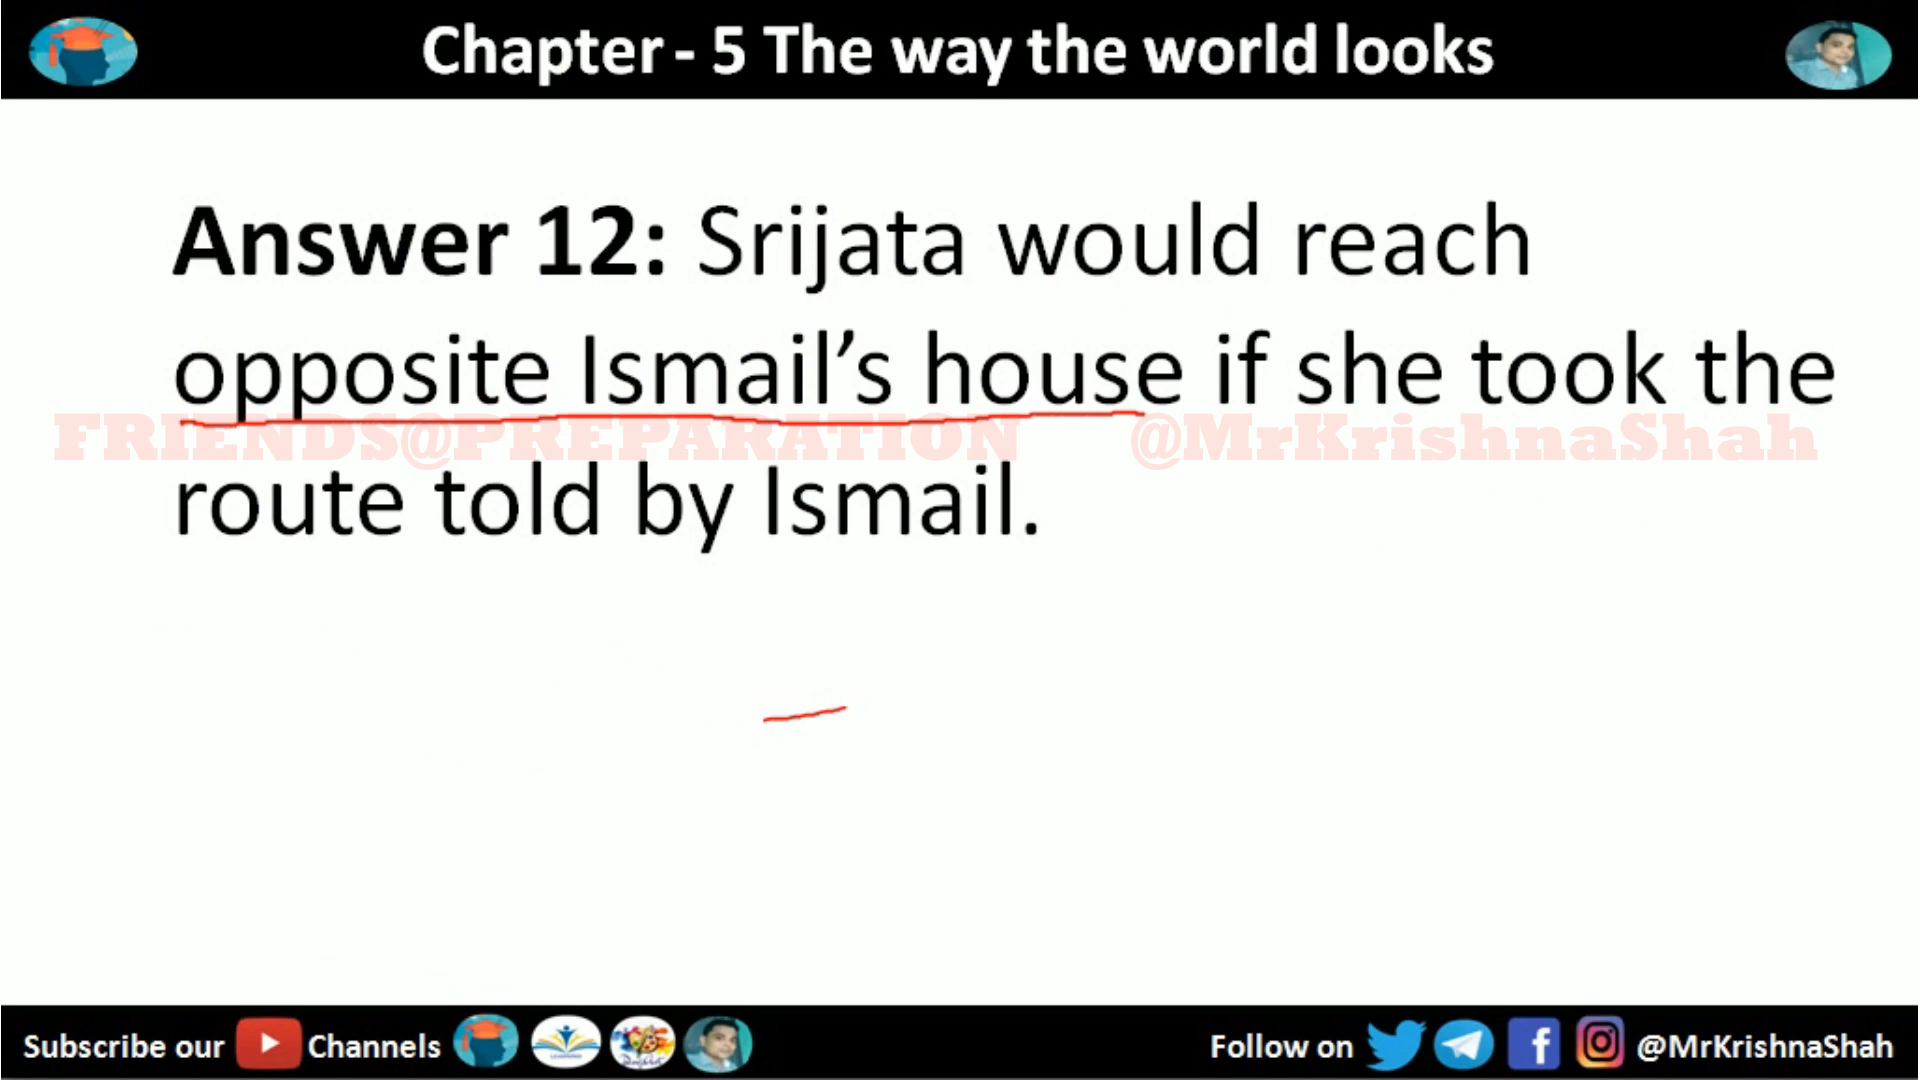 Chapter - 5 The way the world looks
Answer 12: Srijata would reach
opposite Ismail's house if she took the
FRIENDS@PREPARATION @MrKrishnaShah
route told by Ismail.
Subscribe our Channels Follow on @MrKrishnaShah